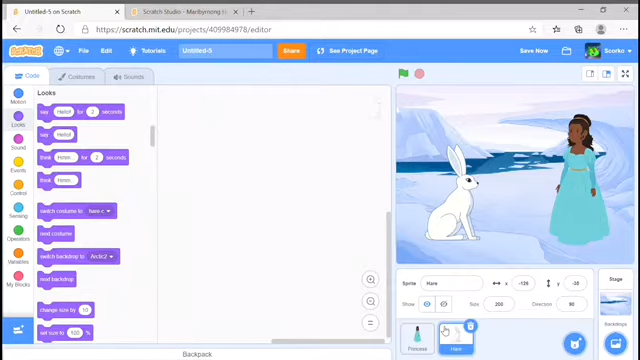 Untitled-5 on Scratch
Scratch Studio - Maribyrnong (
https://scratch.mit.edu/projects/409984978/editor
SCRATCH
File
Edit
Tutorials
Untitled-5
Share
See Project Page
Save Now
Scorko
Code
Costumes
Sounds
Motion
Looks
Sound
Events
Control
Sensing
Operators
Variables
My Blocks
Looks
say Hello! for 2 seconds
say Hello!
think Hmm... for 2 seconds
think Hmm...
switch costume to hare-c
next costume
switch backdrop to Arctic2
next backdrop
change size by 10
set size to 100 %
Backpack
Sprite
Hare
x
-128
y
-38
Show
Size
200
Direction
90
Princess
Hare
Stage
Backdrops